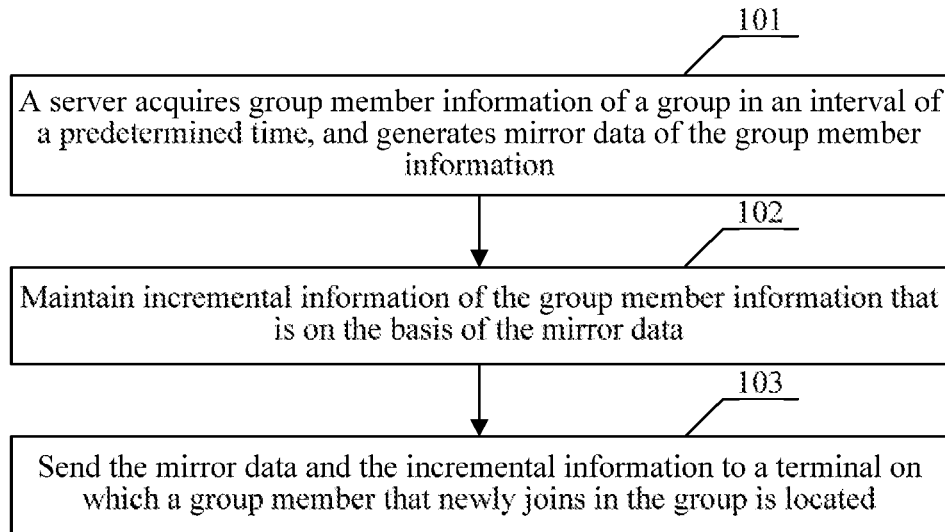 101
A server acquires group member information of a group in an interval of
a predetermined time, and generates mirror data of the group member
information
102
Maintain incremental information of the group member information that
is on the basis of the mirror data
103
Send the mirror data and the incremental information to a terminal on
which a group member that newly joins in the group is located